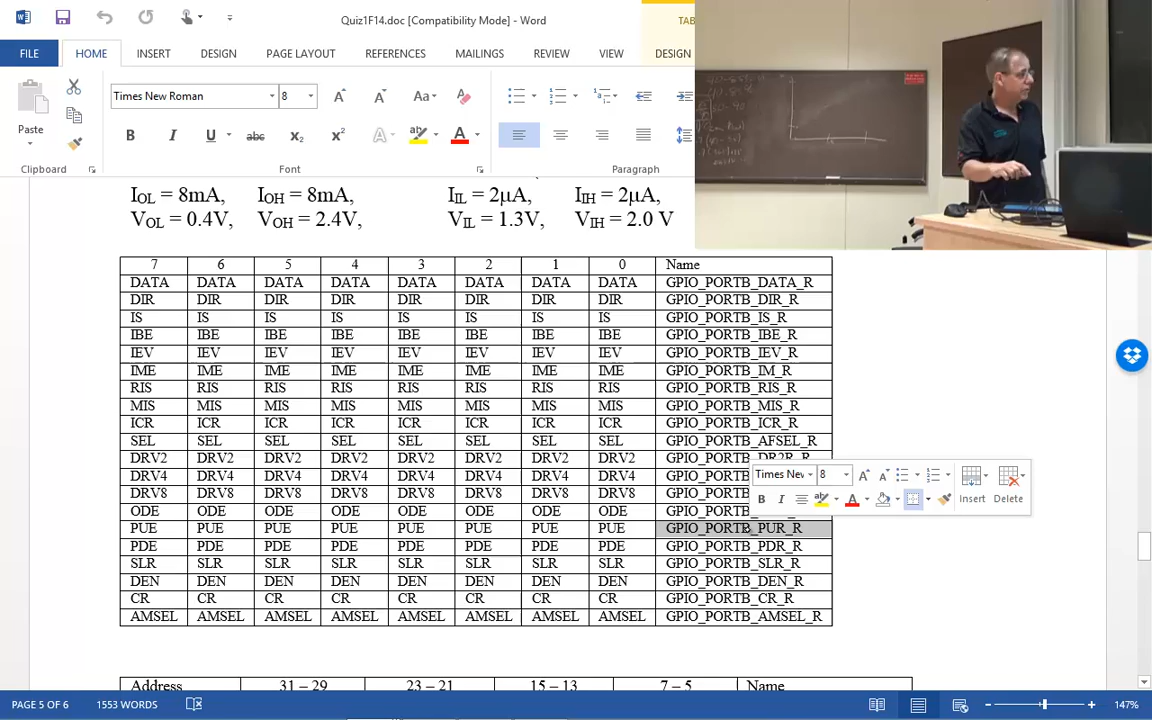 Quiz1F14.doc [Compatibility Mode] - Word
TAB
FILE HOME INSERT DESIGN PAGE LAYOUT REFERENCES MAILINGS REVIEW VIEW DESIGN
Times New Roman 8 Aa
Paste
B I U abc X₂ X² A A
Clipboard Font Paragraph
IOL = 8mA, IOH = 8mA, IIL = 2µA, IIH = 2µA,
VOL = 0.4V, VOH = 2.4V, VIL = 1.3V, VIH = 2.0 V
7 6 5 4 3 2 1 0 Name
DATA DATA DATA DATA DATA DATA DATA DATA GPIO_PORTB_DATA_R
DIR DIR DIR DIR DIR DIR DIR DIR GPIO_PORTB_DIR_R
IS IS IS IS IS IS IS IS GPIO_PORTB_IS_R
IBE IBE IBE IBE IBE IBE IBE IBE GPIO_PORTB_IBE_R
IEV IEV IEV IEV IEV IEV IEV IEV GPIO_PORTB_IEV_R
IME IME IME IME IME IME IME IME GPIO_PORTB_IM_R
RIS RIS RIS RIS RIS RIS RIS RIS GPIO_PORTB_RIS_R
MIS MIS MIS MIS MIS MIS MIS MIS GPIO_PORTB_MIS_R
ICR ICR ICR ICR ICR ICR ICR ICR GPIO_PORTB_ICR_R
SEL SEL SEL SEL SEL SEL SEL SEL GPIO_PORTB_AFSEL_R
DRV2 DRV2 DRV2 DRV2 DRV2 DRV2 DRV2 DRV2 GPIO_PORTB_DR2R_R
DRV4 DRV4 DRV4 DRV4 DRV4 DRV4 DRV4 DRV4 GPIO_PORTB
Times New 8
DRV8 DRV8 DRV8 DRV8 DRV8 DRV8 DRV8 DRV8 GPIO_PORTB
B I A Insert Delete
ODE ODE ODE ODE ODE ODE ODE ODE GPIO_PORTB
PUE PUE PUE PUE PUE PUE PUE PUE GPIO_PORTB_PUR_R
PDE PDE PDE PDE PDE PDE PDE PDE GPIO_PORTB_PDR_R
SLR SLR SLR SLR SLR SLR SLR SLR GPIO_PORTB_SLR_R
DEN DEN DEN DEN DEN DEN DEN DEN GPIO_PORTB_DEN_R
CR CR CR CR CR CR CR CR GPIO_PORTB_CR_R
AMSEL AMSEL AMSEL AMSEL AMSEL AMSEL AMSEL AMSEL GPIO_PORTB_AMSEL_R
Address 31 – 29 23 – 21 15 – 13 7 – 5 Name
PAGE 5 OF 6 1553 WORDS 147%